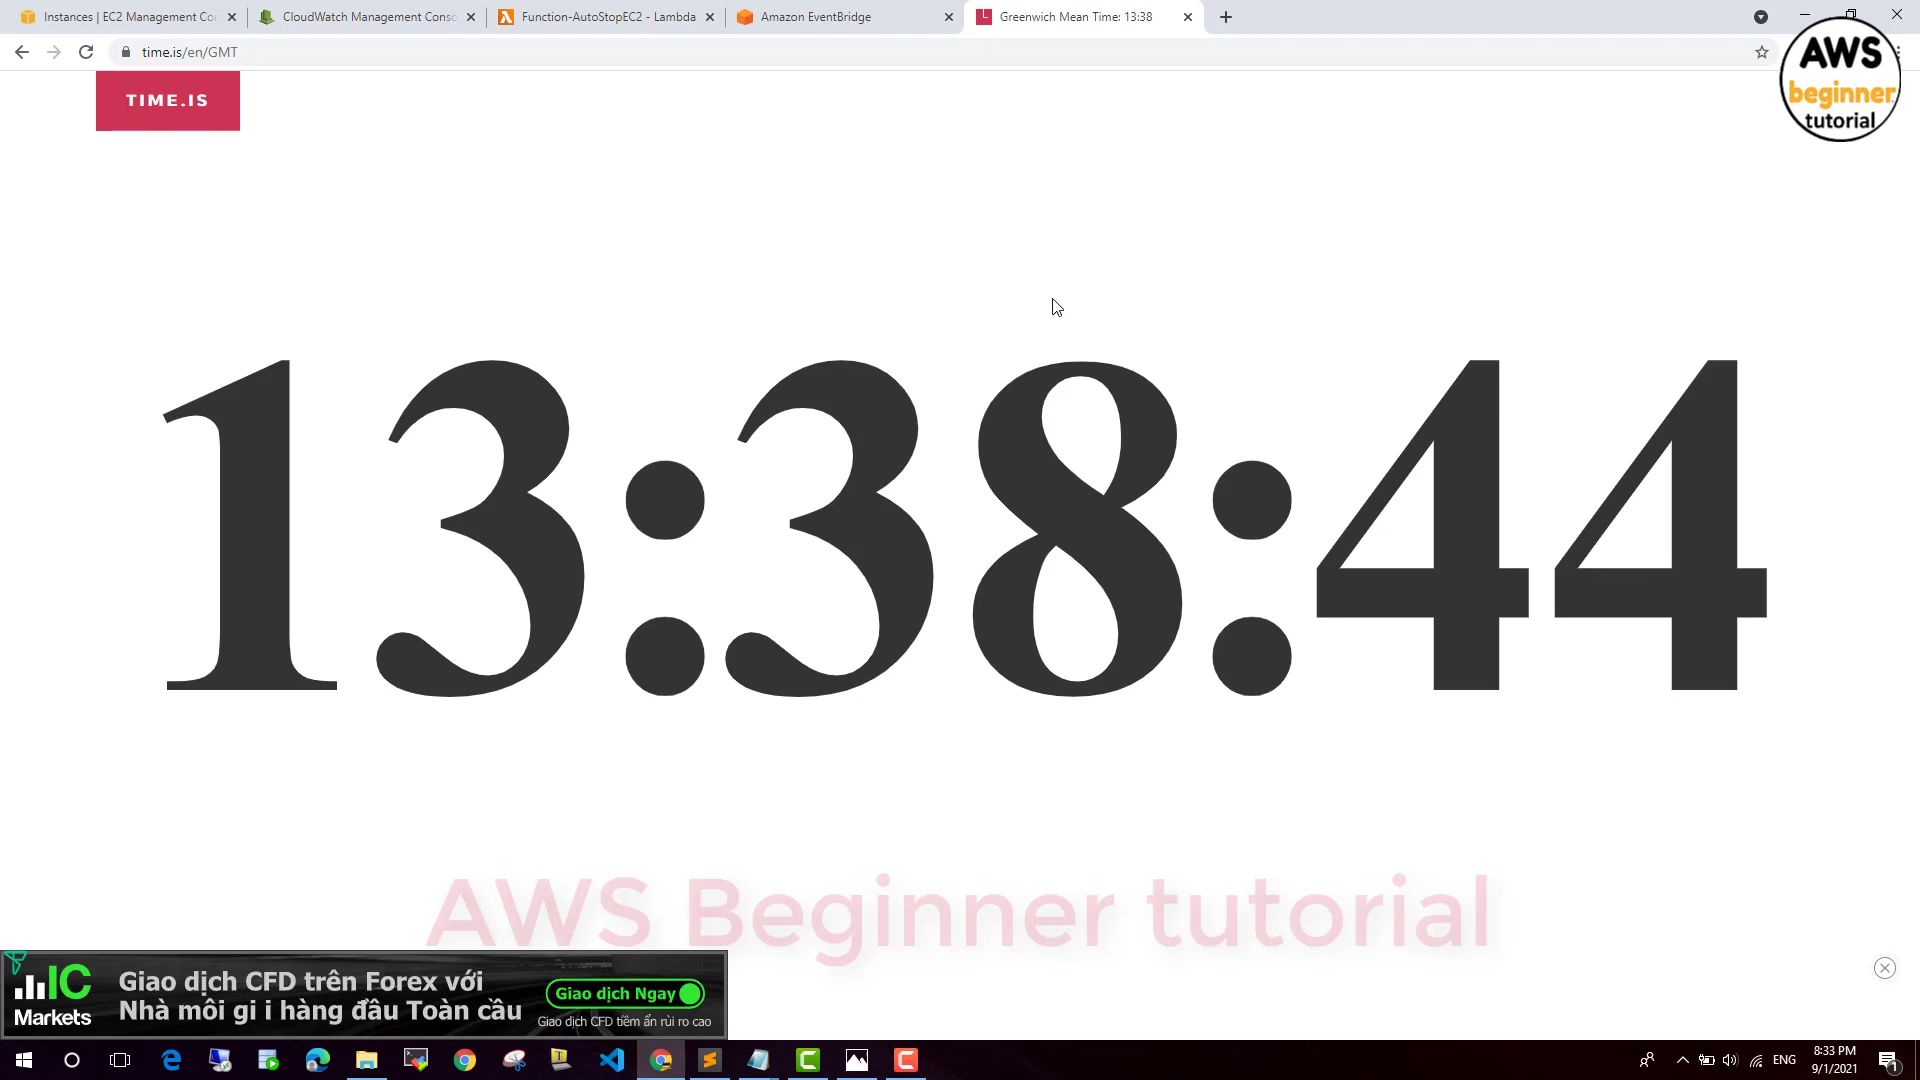 Instances | EC2 Management Con
CloudWatch Management Conso
Function-AutoStopEC2 - Lambda
Amazon EventBridge
Greenwich Mean Time: 13:38
time.is/en/GMT
AWS
beginner
tutorial
TIME.IS
13:38:44
AWS Beginner tutorial
IC
Markets
Giao dịch CFD trên Forex với
Nhà môi gi i hàng đầu Toàn cầu
Giao dịch Ngay
Giao dịch CFD tiềm ẩn rủi ro cao
ENG
8:33 PM
9/1/2021
1